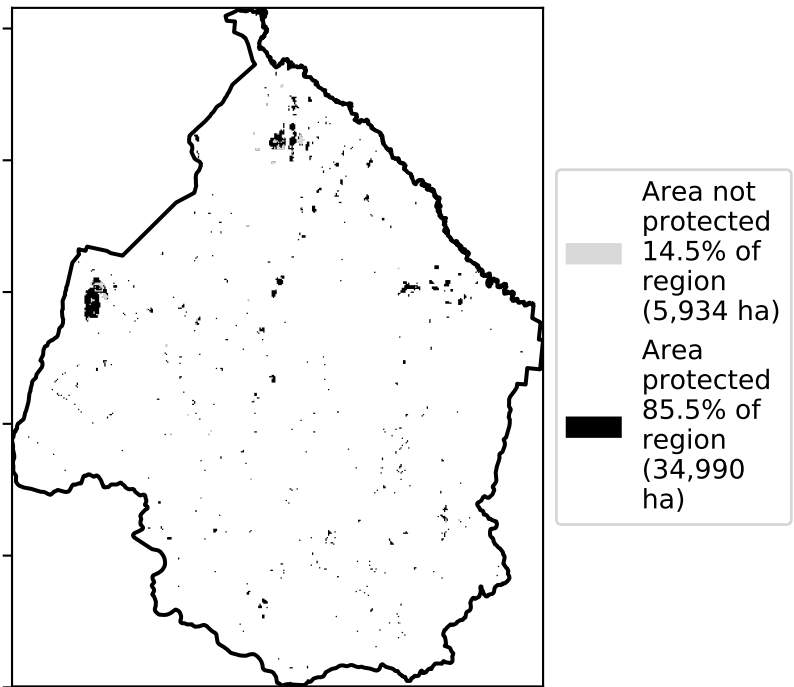 Area not
protected
14.5% of
region
(5,934 ha)
Area
protected
85.5% of
region
(34,990
ha)